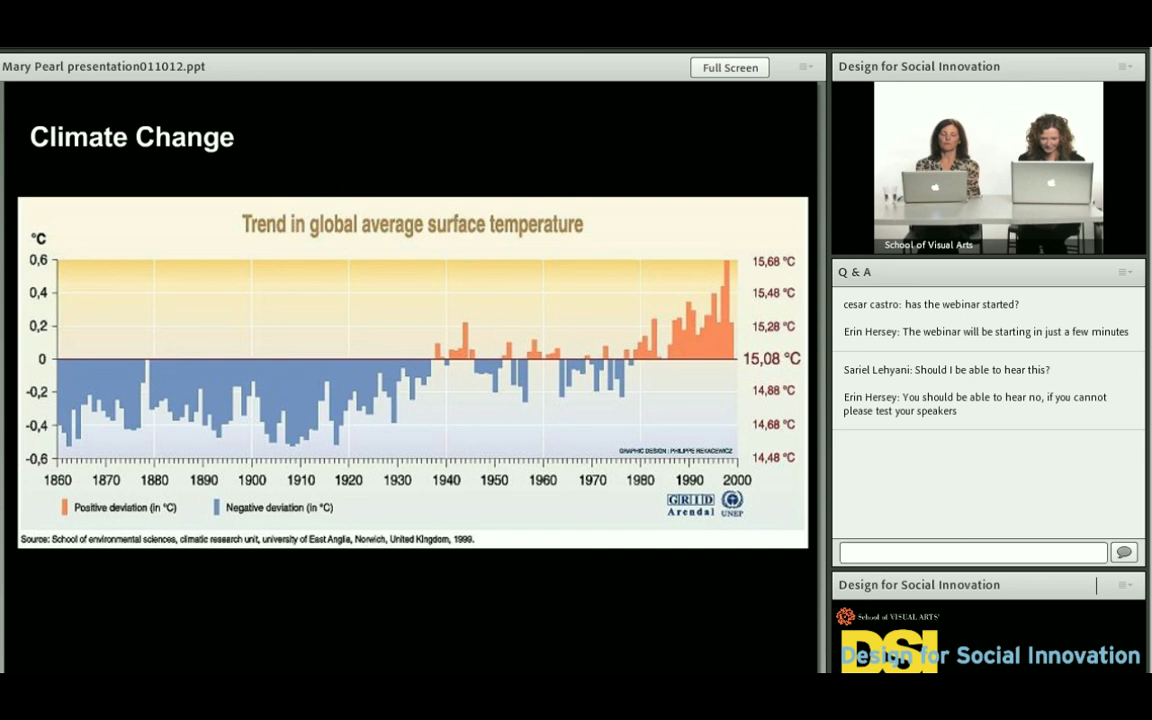 Mary Pearl presentation011012.ppt
Full Screen
Climate Change
Trend in global average surface temperature
°C
0,6
0,4
0,2
0
-0,2
-0,4
-0,6
15,68 °C
15,48 °C
15,28 °C
15,08 °C
14,88 °C
14,68 °C
14,48 °C
GRAPHIC DESIGN : PHILIPPE REKACEWICZ
1860 1870 1880 1890 1900 1910 1920 1930 1940 1950 1960 1970 1980 1990 2000
Positive deviation (in °C) Negative deviation (in °C)
GRID
Arendal UNEP
Source: School of environmental sciences, climatic research unit, university of East Anglia, Norwich, United Kingdom, 1999.
Design for Social Innovation
School of Visual Arts
Q & A
cesar castro: has the webinar started?
Erin Hersey: The webinar will be starting in just a few minutes
Sariel Lehyani: Should I be able to hear this?
Erin Hersey: You should be able to hear no, if you cannot
please test your speakers
Design for Social Innovation
School of VISUAL ARTS
DSI
Design for Social Innovation